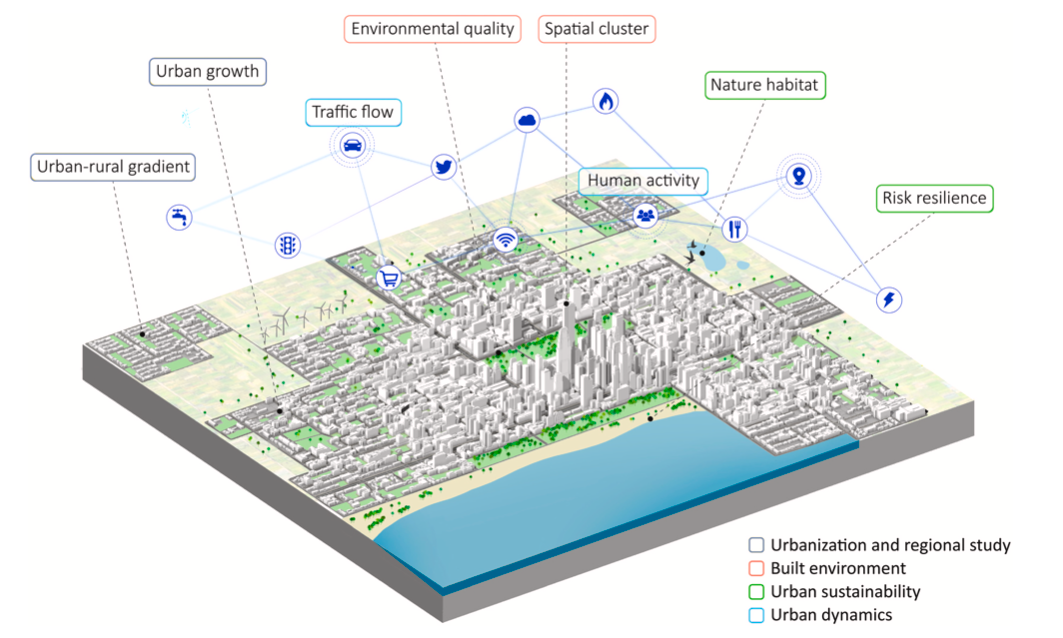 Environmental quality
Spatial cluster
Urban growth
Nature habitat
Traffic flow
Urban-rural gradient
Human activity
Risk resilience
Urbanization and regional study
Built environment
Urban sustainability
Urban dynamics